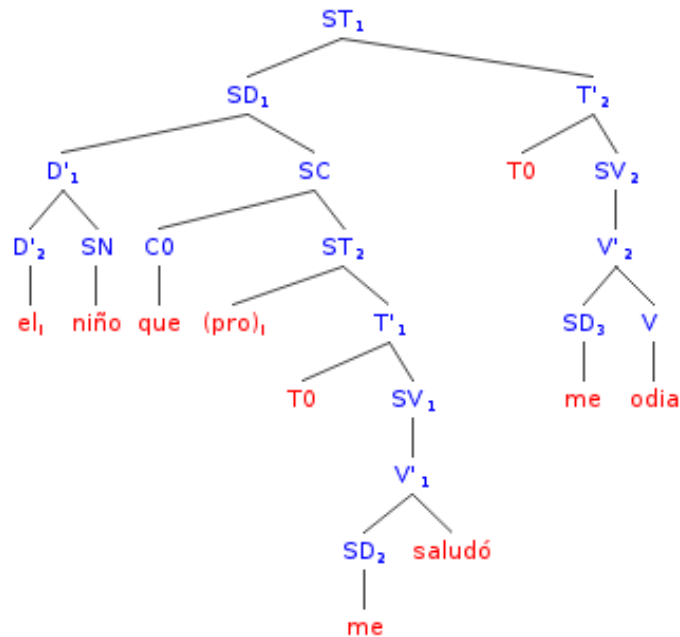 ST₁
SD₁ T'₂
D'₁ SC T0 SV₂
D'₂ SN C0 ST₂ V'₂
elᵢ niño que (pro)ᵢ T'₁ SD₃ V
T0 SV₁ me odia
V'₁
SD₂ saludó
me